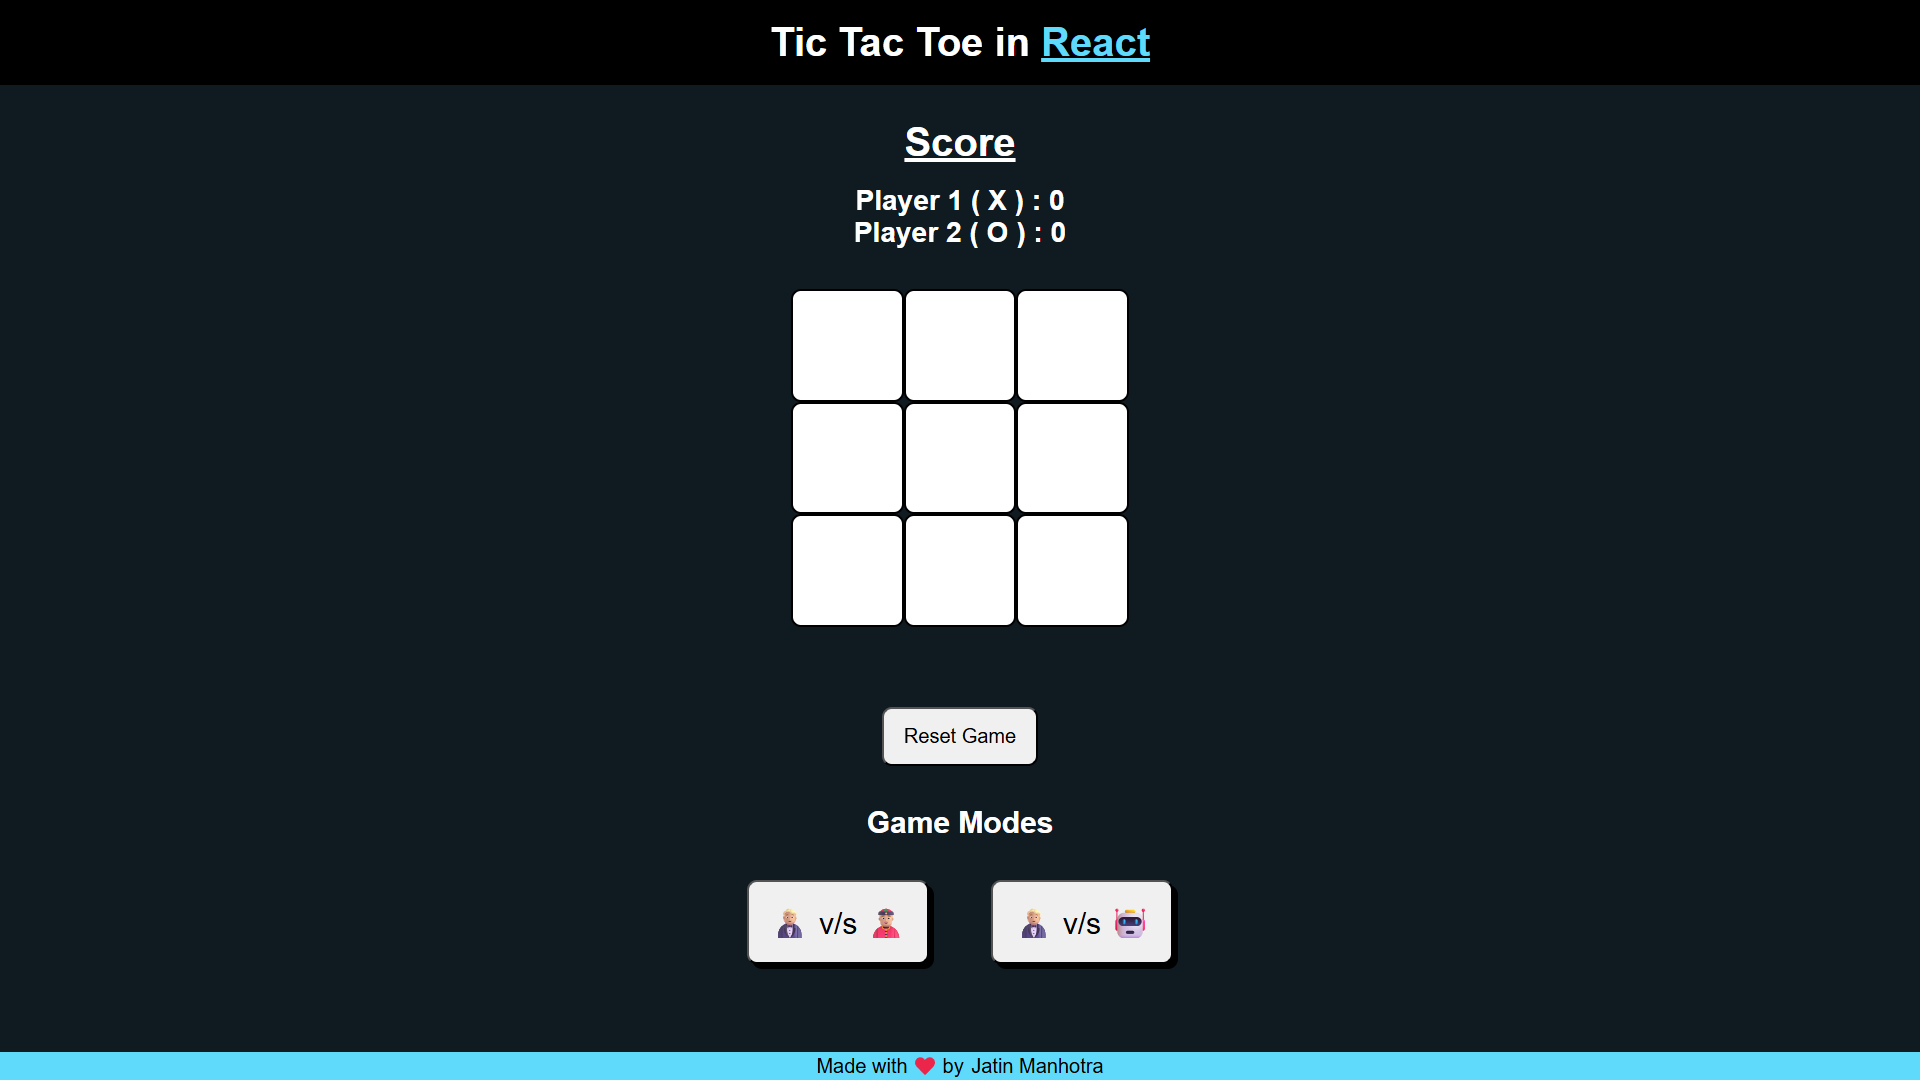 Tic Tac Toe in React
Score
Player 1 ( X ) : 0
Player 2 ( O ) : 0
Reset Game
Game Modes
v/s
v/s
Made with ❤️ by Jatin Manhotra